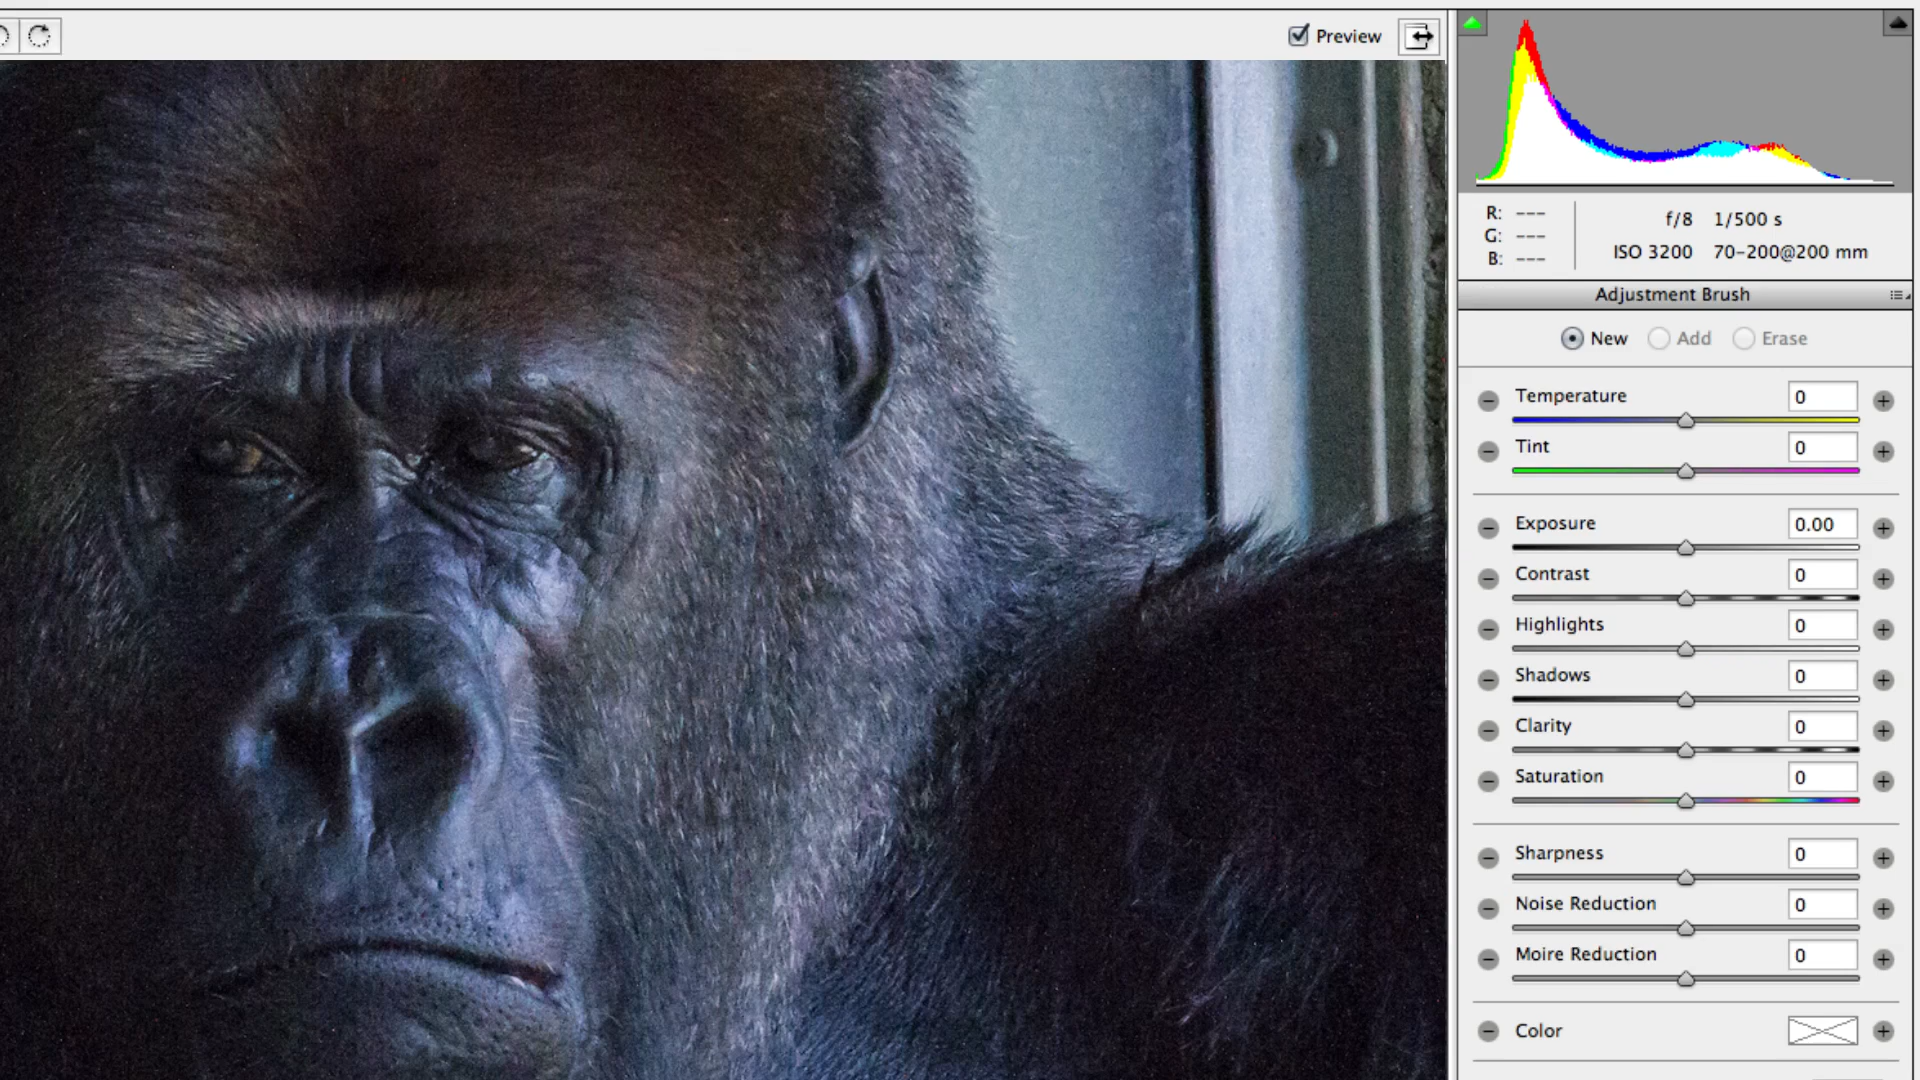 Preview
R: ---
G: ---
B: ---
f/8 1/500 s
ISO 3200 70-200@200 mm
Adjustment Brush
New Add Erase
Temperature 0
Tint 0
Exposure 0.00
Contrast 0
Highlights 0
Shadows 0
Clarity 0
Saturation 0
Sharpness 0
Noise Reduction 0
Moire Reduction 0
Color